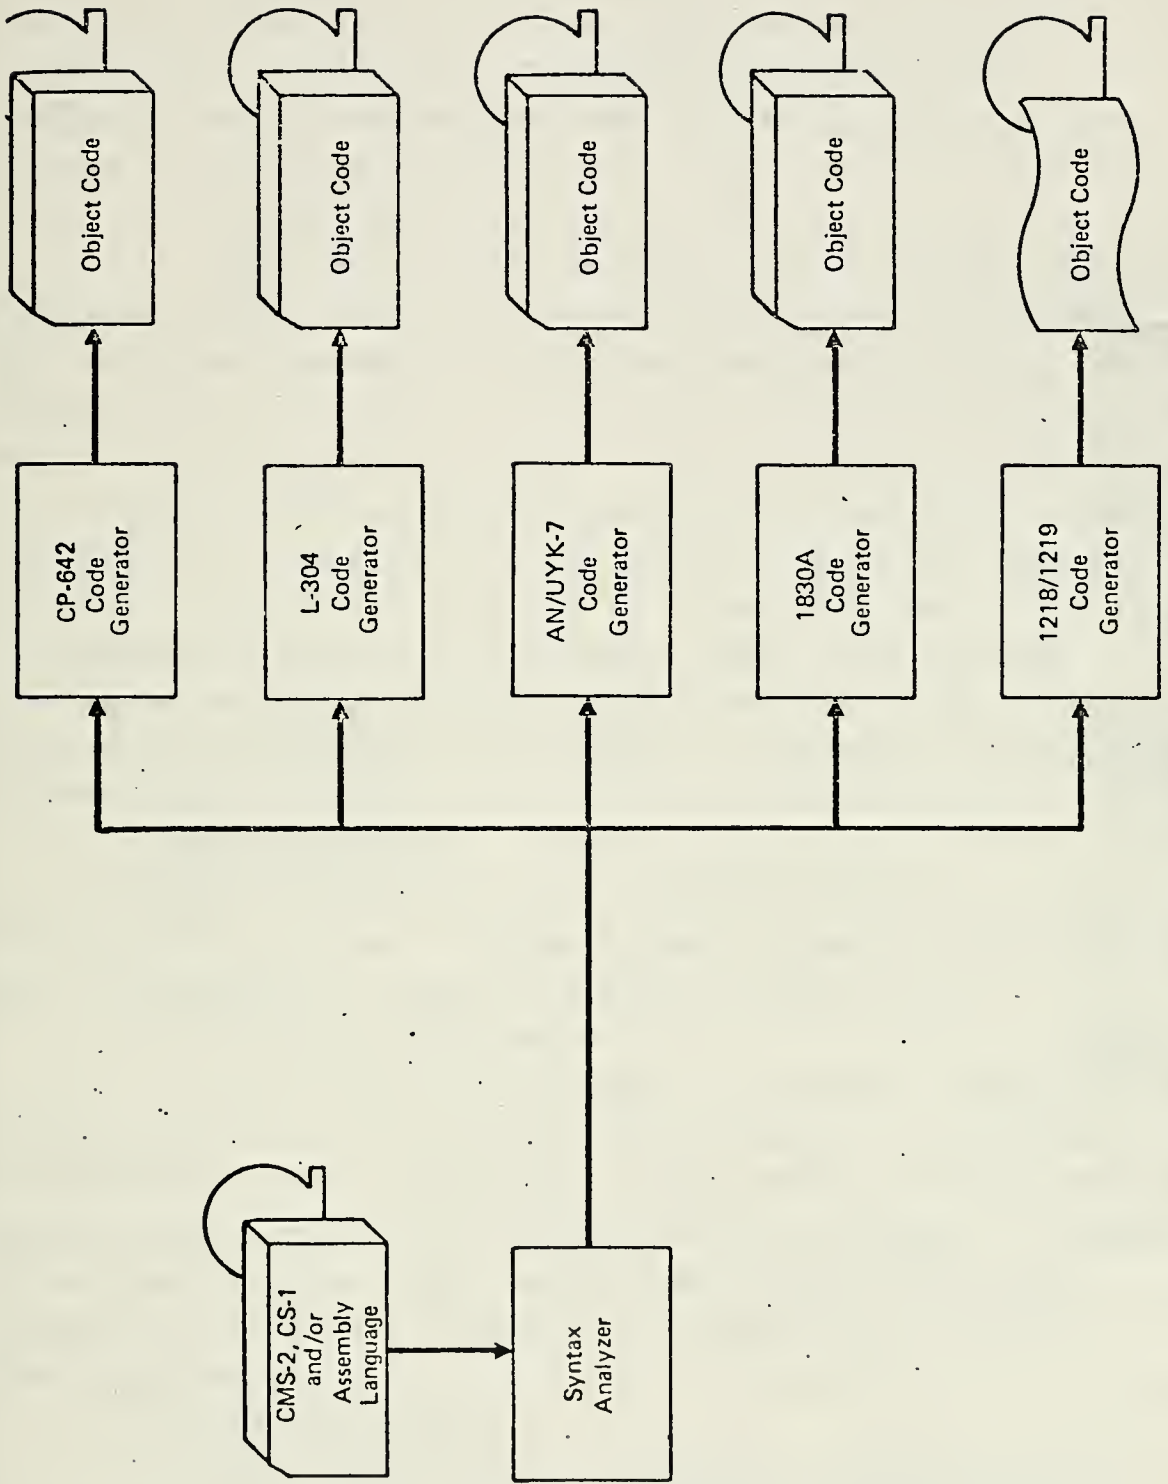 CMS-2, CS-1
and/or
Assembly
Language
Syntax
Analyzer
CP-642
Code
Generator
Object Code
L-304
Code
Generator
Object Code
AN/UYK-7
Code
Generator
Object Code
1830A
Code
Generator
Object Code
1218/1219
Code
Generator
Object Code